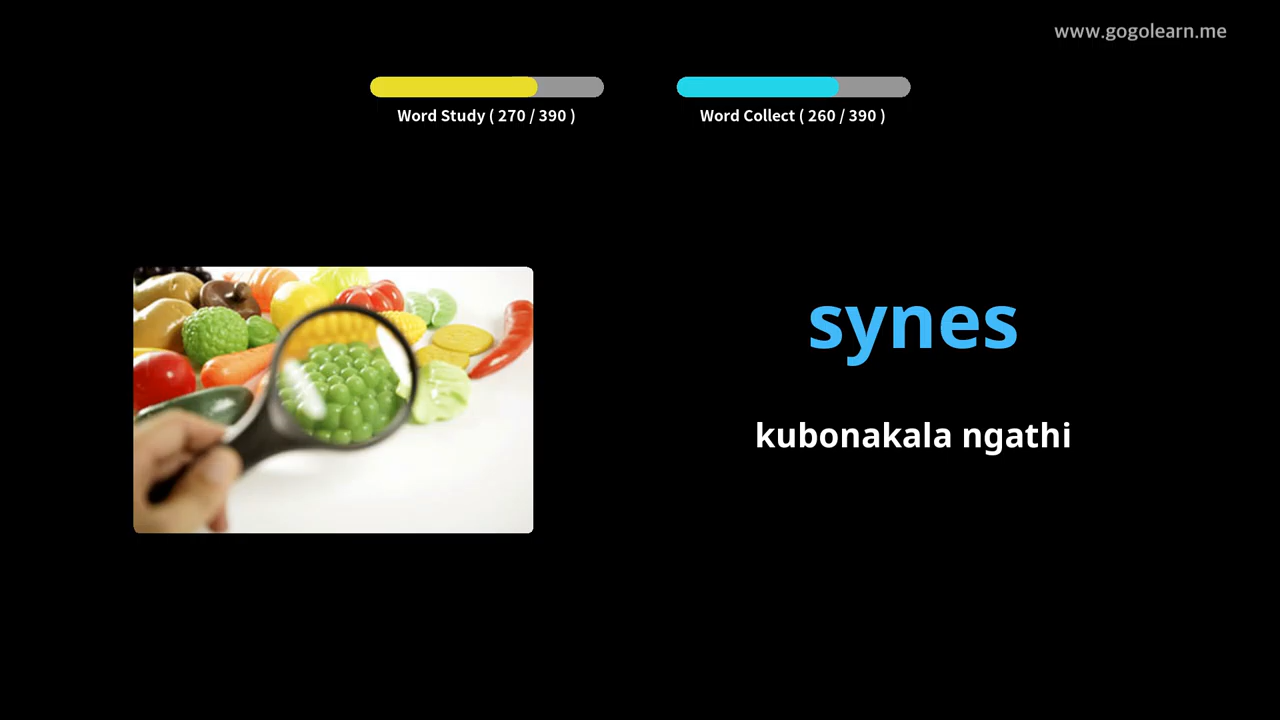 www.gogolearn.me
Word Study ( 270 / 390 )
Word Collect ( 260 / 390 )
synes
kubonakala ngathi